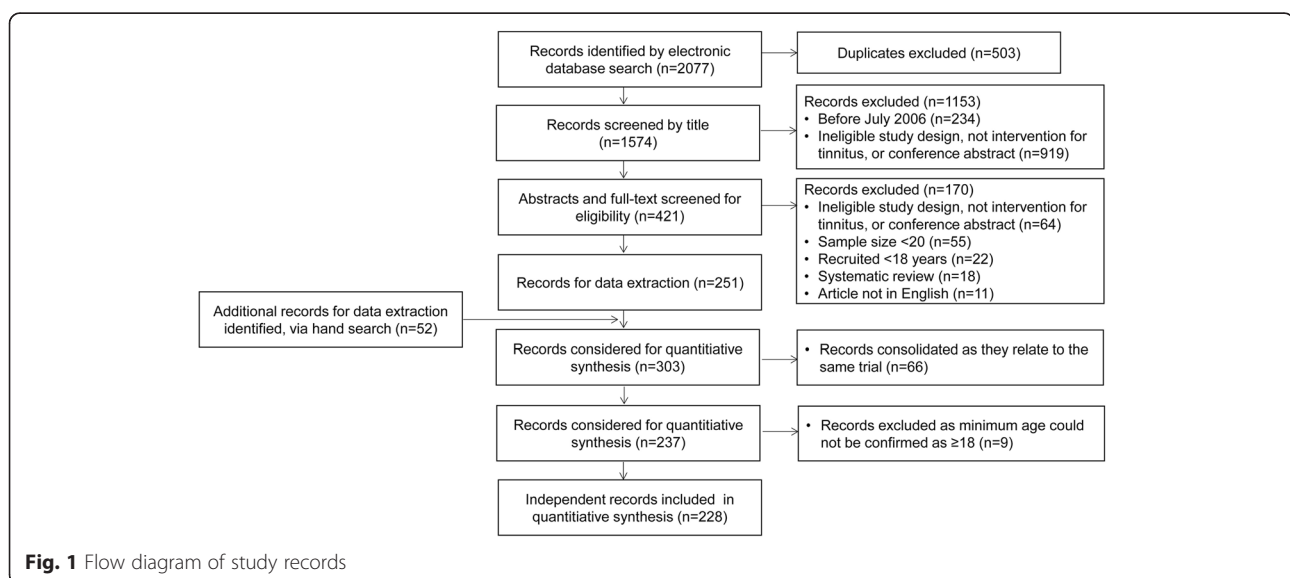 Records identified by electronic
database search (n=2077)
Duplicates excluded (n=503)
Records screened by title
(n=1574)
Records excluded (n=1153)
• Before July 2006 (n=234)
• Ineligible study design, not intervention for
tinnitus, or conference abstract (n=919)
Abstracts and full-text screened for
eligibility (n=421)
Records excluded (n=170)
• Ineligible study design, not intervention for
tinnitus, or conference abstract (n=64)
• Sample size <20 (n=55)
• Recruited <18 years (n=22)
• Systematic review (n=18)
• Article not in English (n=11)
Records for data extraction (n=251)
Additional records for data extraction
identified, via hand search (n=52)
Records considered for quantitative
synthesis (n=303)
• Records consolidated as they relate to the
same trial (n=66)
Records considered for quantitative
synthesis (n=237)
• Records excluded as minimum age could
not be confirmed as ≥18 (n=9)
Independent records included in
quantitative synthesis (n=228)
Fig. 1 Flow diagram of study records